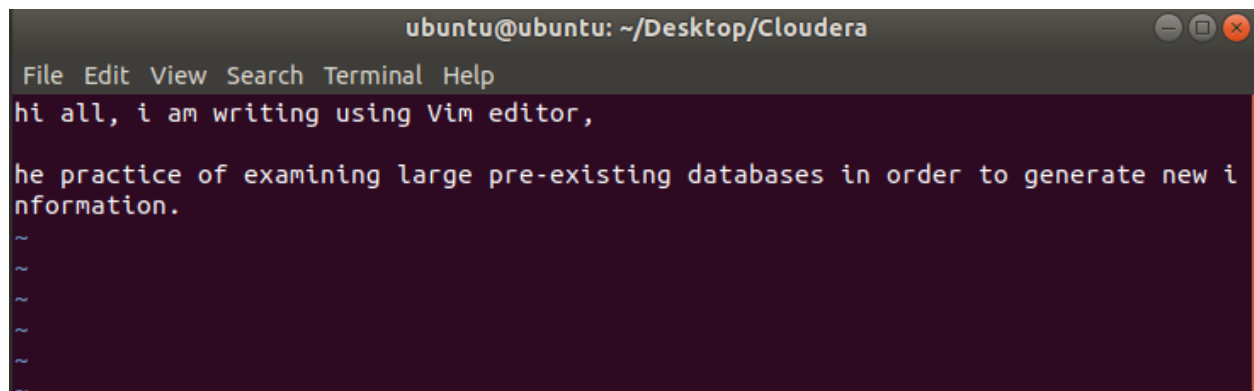 ubuntu@ubuntu: ~/Desktop/Cloudera
File Edit View Search Terminal Help
hi all, i am writing using Vim editor,
he practice of examining large pre-existing databases in order to generate new i
nformation.
~
~
~
~
~
~